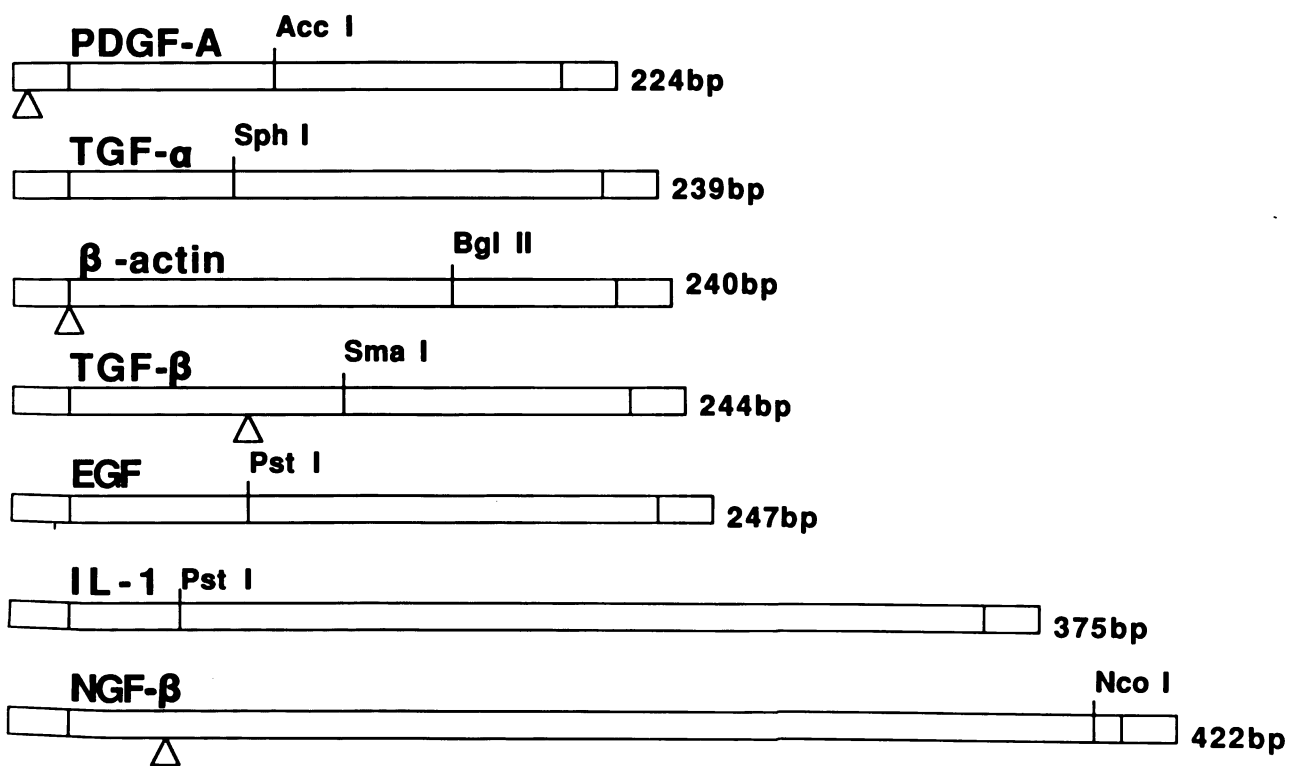 PDGF-A
Acc I
224bp
TGF-α
Sph I
239bp
β-actin
Bgl II
240bp
TGF-β
Sma I
244bp
EGF
Pst I
247bp
IL-1
Pst I
375bp
NGF-β
Nco I
422bp